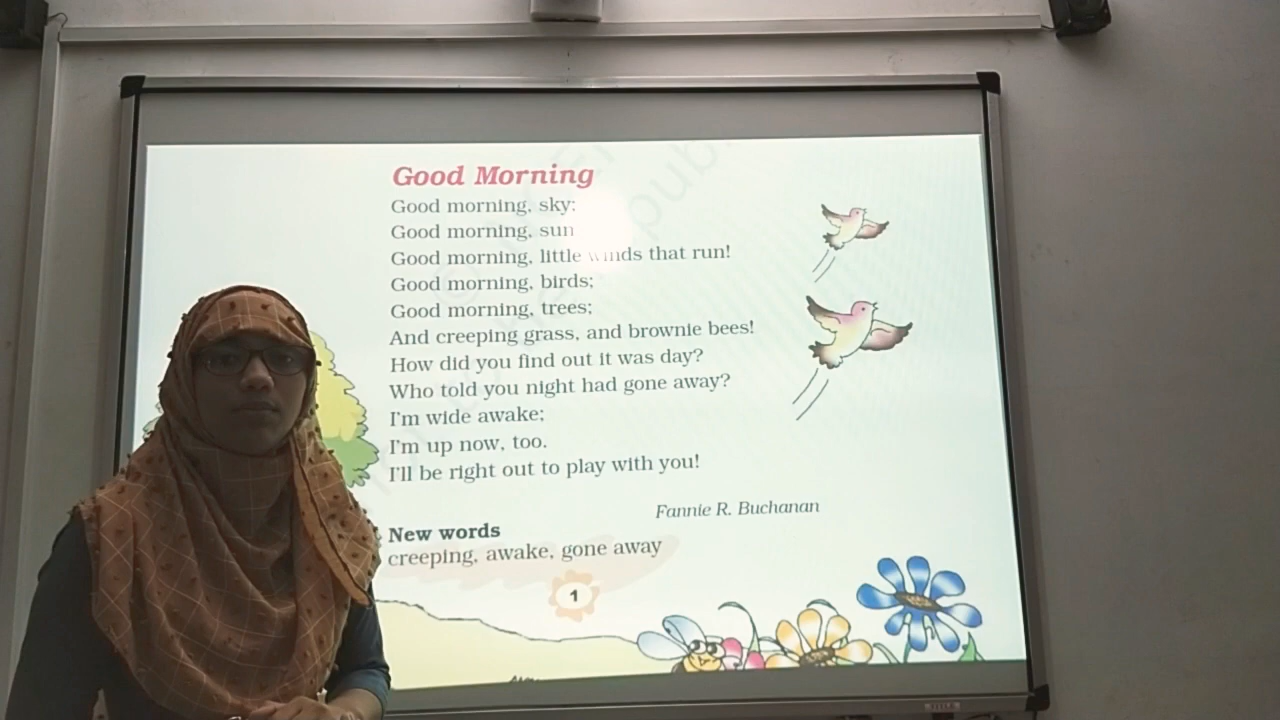 Good Morning
Good morning, sky;
Good morning, sun
Good morning, little winds that run!
Good morning, birds;
Good morning, trees;
And creeping grass, and brownie bees!
How did you find out it was day?
Who told you night had gone away?
I'm wide awake;
I'm up now, too.
I'll be right out to play with you!
Fannie R. Buchanan
New words
creeping, awake, gone away
1